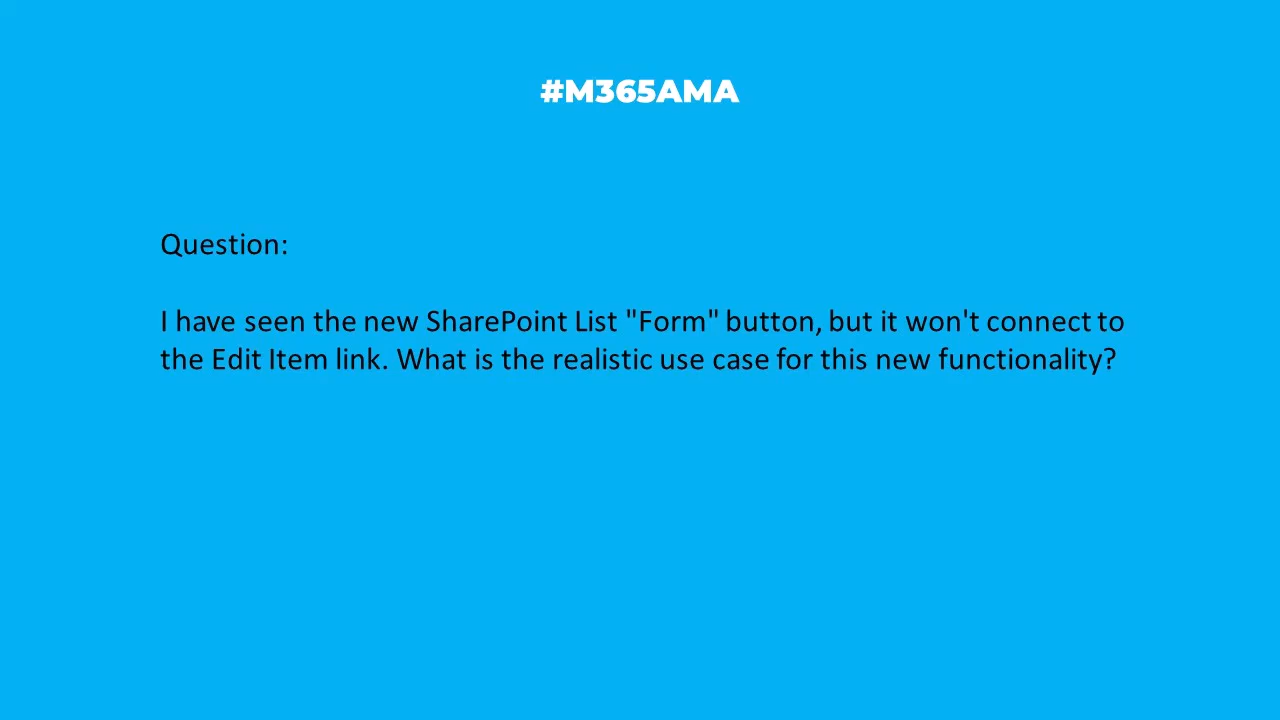 #M365AMA
Question:
I have seen the new SharePoint List "Form" button, but it won't connect to
the Edit Item link. What is the realistic use case for this new functionality?